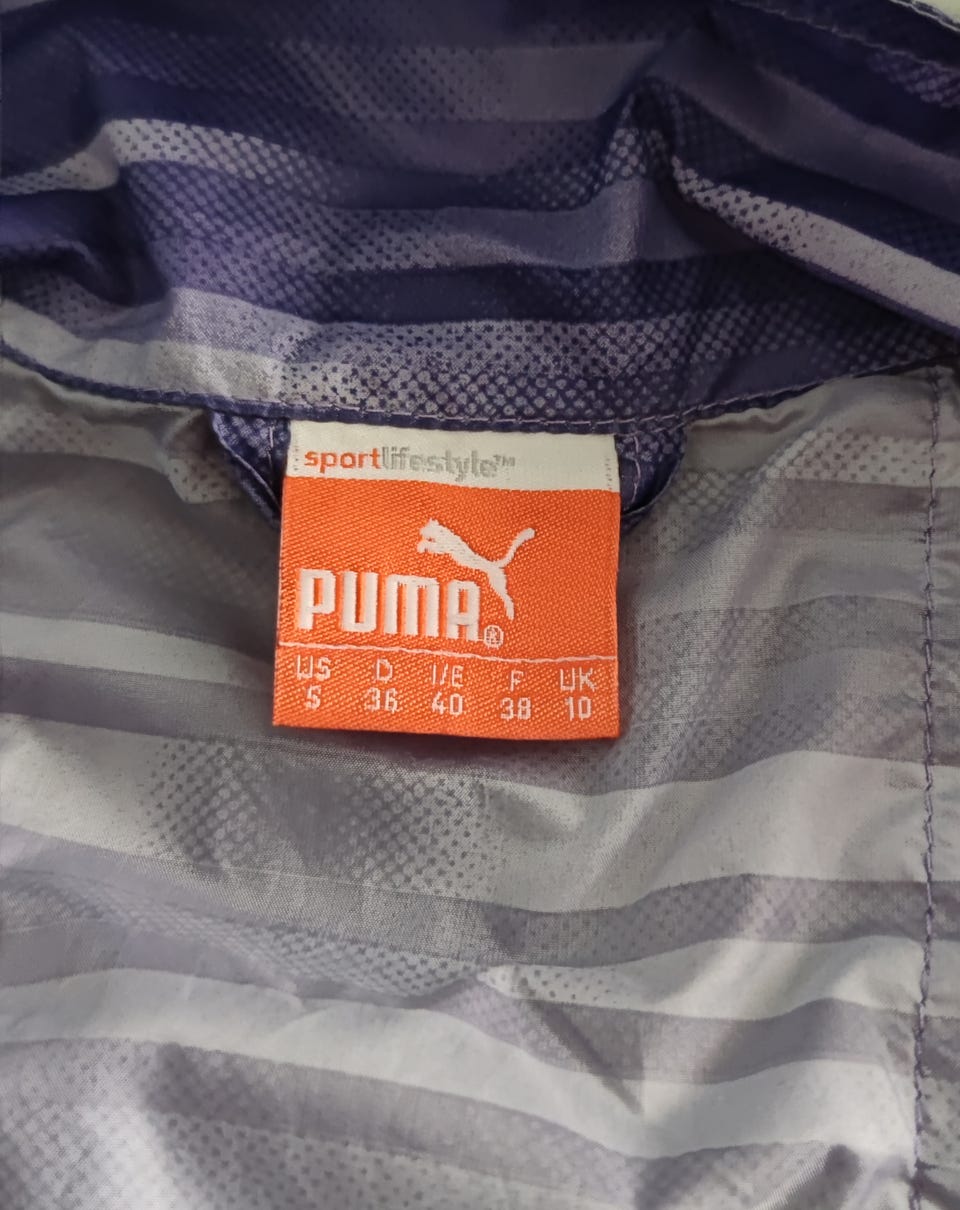 sportlifestyle™
PUMA®
US D I/E F UK
S 36 40 38 10